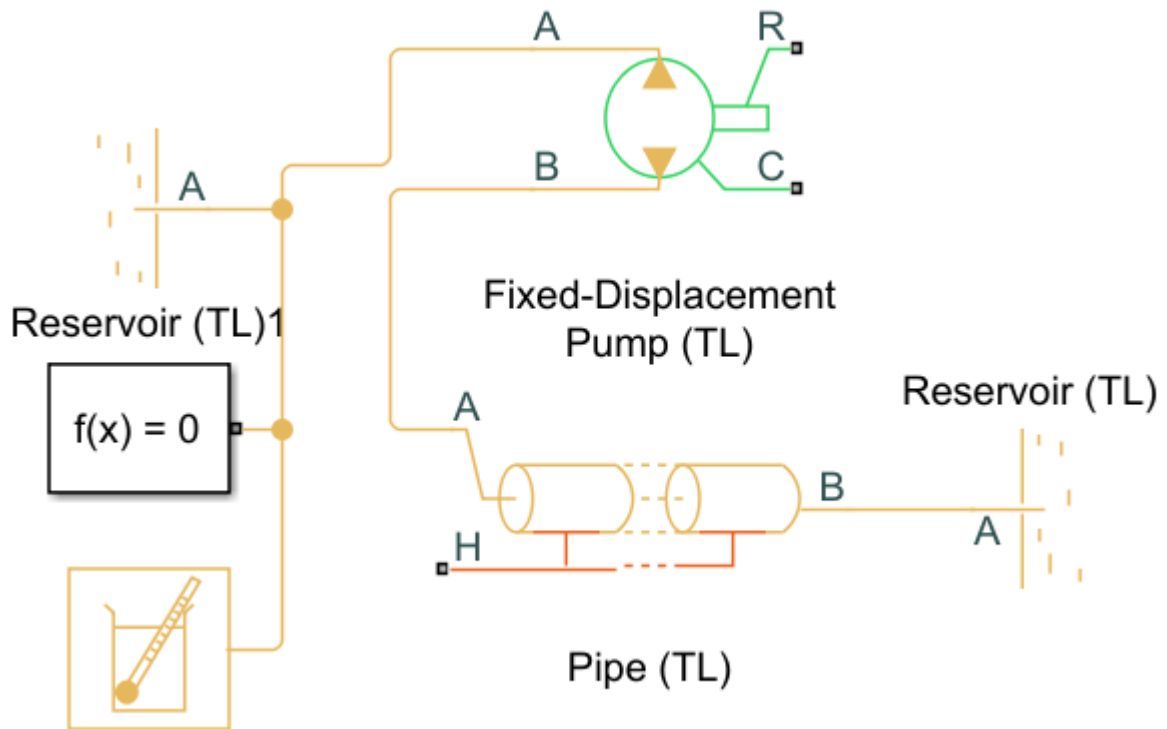 A
R
A
B
C
Reservoir (TL)1
Fixed-Displacement
Pump (TL)
f(x) = 0
A
Reservoir (TL)
B
A
H
Pipe (TL)